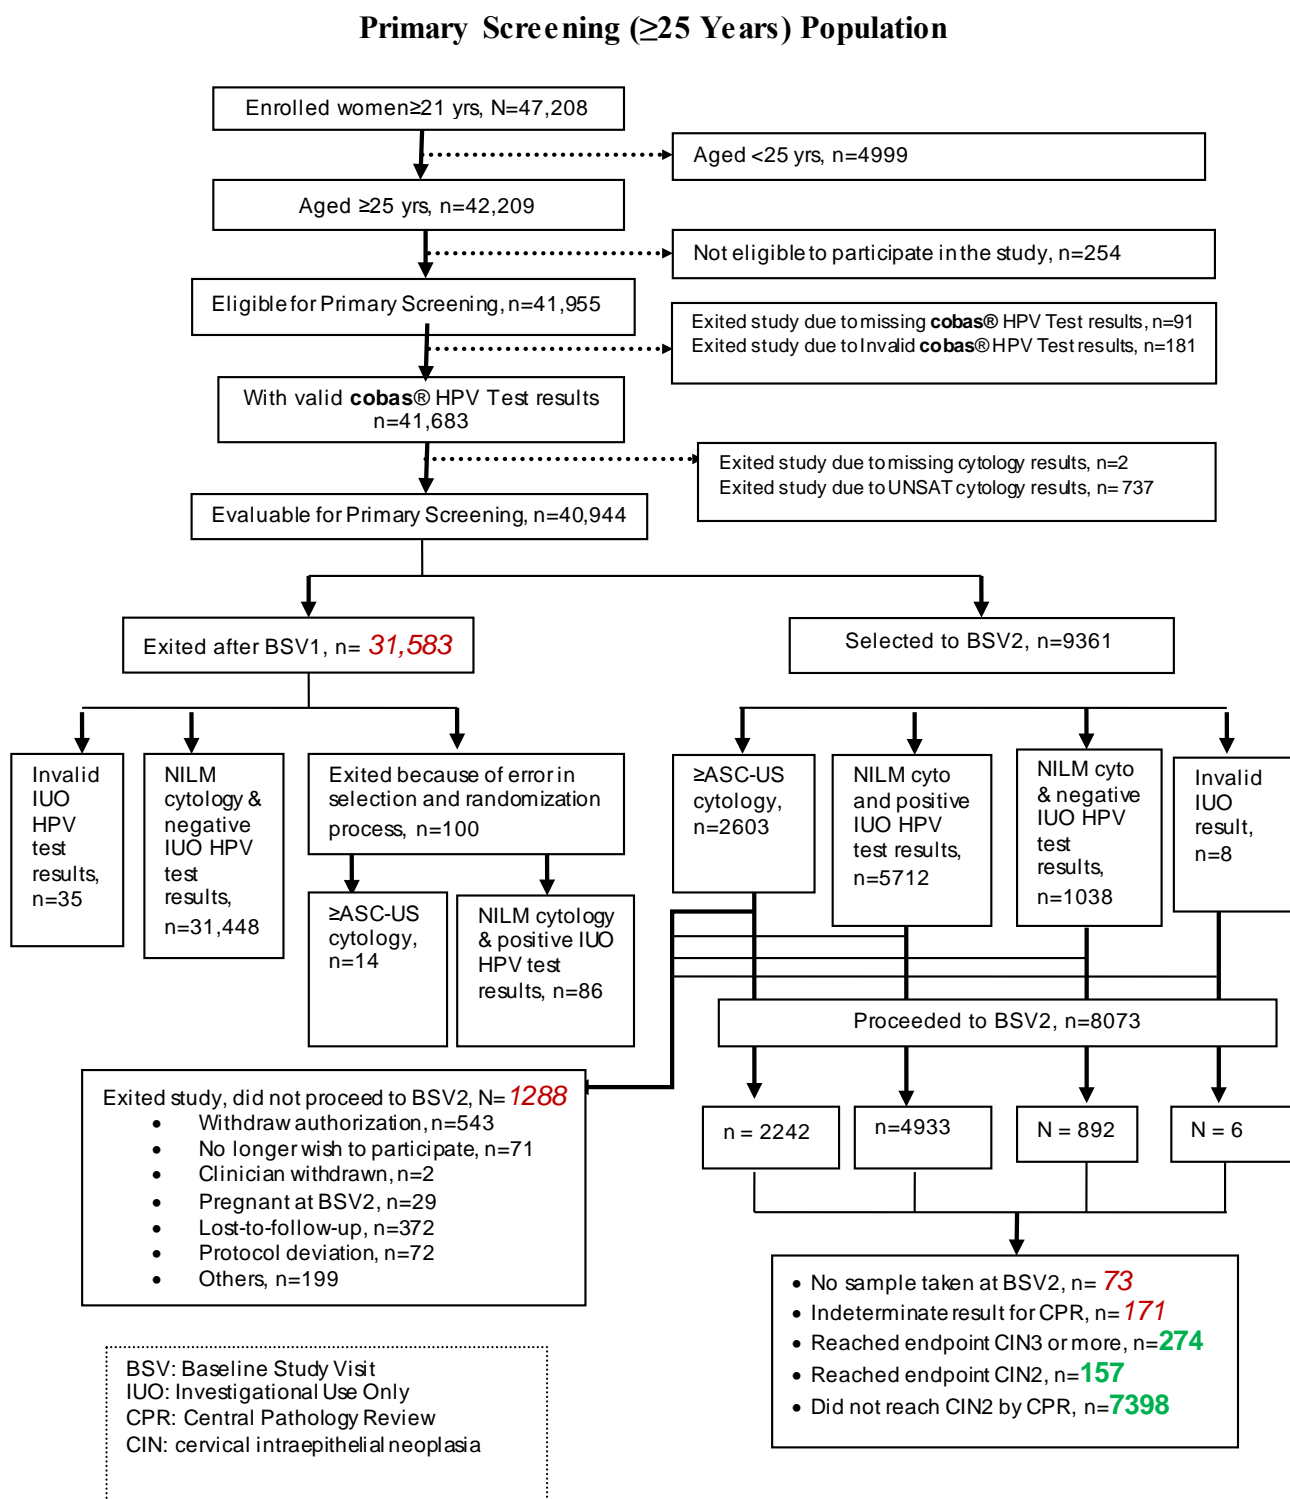 Primary Screening (≥25 Years) Population
Enrolled women≥21 yrs, N=47,208
Aged <25 yrs, n=4999
Aged ≥25 yrs, n=42,209
Not eligible to participate in the study, n=254
Eligible for Primary Screening, n=41,955
Exited study due to missing cobas® HPV Test results, n=91
Exited study due to Invalid cobas® HPV Test results, n=181
With valid cobas® HPV Test results
n=41,683
Exited study due to missing cytology results, n=2
Exited study due to UNSAT cytology results, n=737
Evaluable for Primary Screening, n=40,944
Exited after BSV1, n= 31,583
Selected to BSV2, n=9361
Invalid
IUO
HPV
test
results,
n=35
NILM
cytology &
negative
IUO HPV
test
results,
n=31,448
Exited because of error in
selection and randomization
process, n=100
≥ASC-US
cytology,
n=14
NILM cytology
& positive IUO
HPV test
results, n=86
≥ASC-US
cytology,
n=2603
NILM cyto
and positive
IUO HPV
test results,
n=5712
NILM cyto
& negative
IUO HPV
test
results,
n=1038
Invalid
IUO
result,
n=8
Proceeded to BSV2, n=8073
Exited study, did not proceed to BSV2, N=1288
• Withdraw authorization, n=543
• No longer wish to participate, n=71
• Clinician withdrawn, n=2
• Pregnant at BSV2, n=29
• Lost-to-follow-up, n=372
• Protocol deviation, n=72
• Others, n=199
n = 2242
n=4933
N = 892
N = 6
• No sample taken at BSV2, n= 73
• Indeterminate result for CPR, n=171
• Reached endpoint CIN3 or more, n=274
• Reached endpoint CIN2, n=157
• Did not reach CIN2 by CPR, n=7398
BSV: Baseline Study Visit
IUO: Investigational Use Only
CPR: Central Pathology Review
CIN: cervical intraepithelial neoplasia